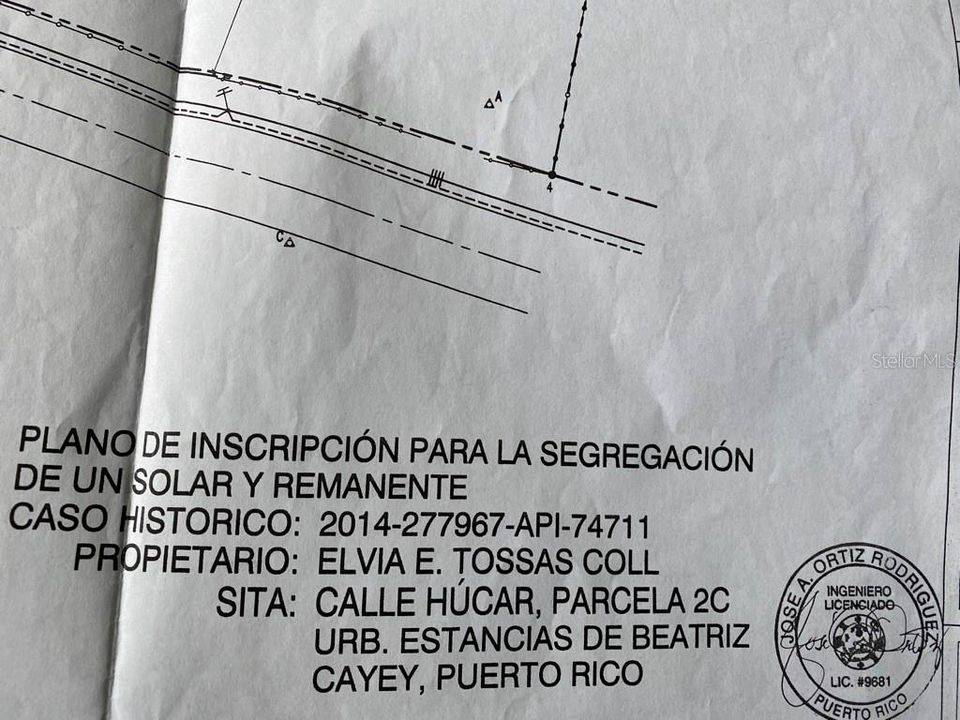 A
4
C
StellarMLS
PLANO DE INSCRIPCIÓN PARA LA SEGREGACIÓN
DE UN SOLAR Y REMANENTE
CASO HISTORICO: 2014-277967-API-74711
PROPIETARIO: ELVIA E. TOSSAS COLL
SITA: CALLE HÚCAR, PARCELA 2C
URB. ESTANCIAS DE BEATRIZ
CAYEY, PUERTO RICO
JOSE A. ORTIZ RODRIGUEZ
INGENIERO
LICENCIADO
LIC. #9681
PUERTO RICO